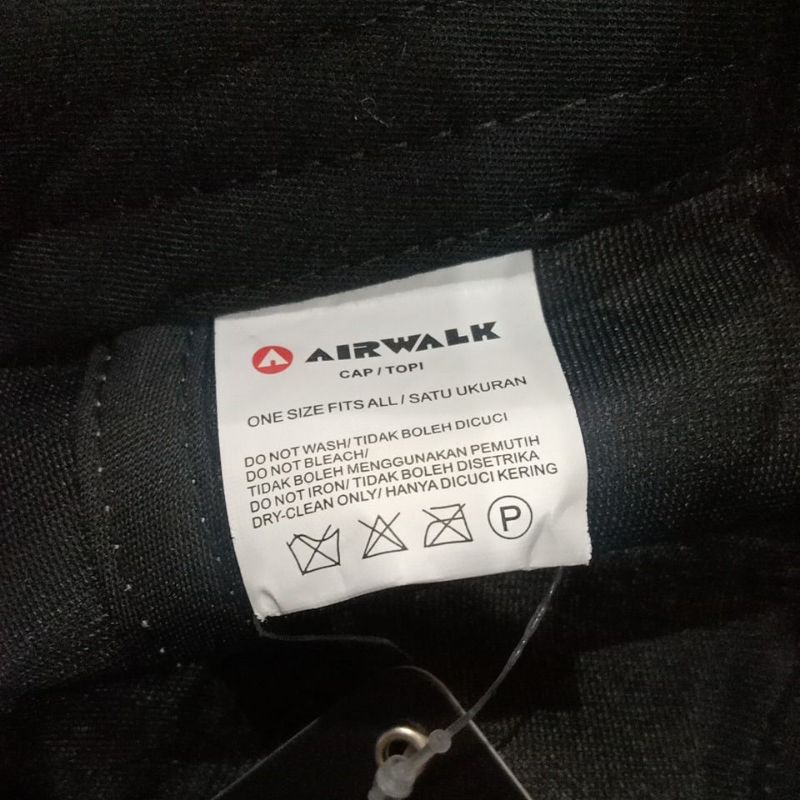 AIRWALK
CAP / TOPI
ONE SIZE FITS ALL / SATU UKURAN
DO NOT WASH/ TIDAK BOLEH DICUCI
DO NOT BLEACH/
TIDAK BOLEH MENGGUNAKAN PEMUTIH
DO NOT IRON/ TIDAK BOLEH DISETRIKA
DRY-CLEAN ONLY/ HANYA DICUCI KERING
P